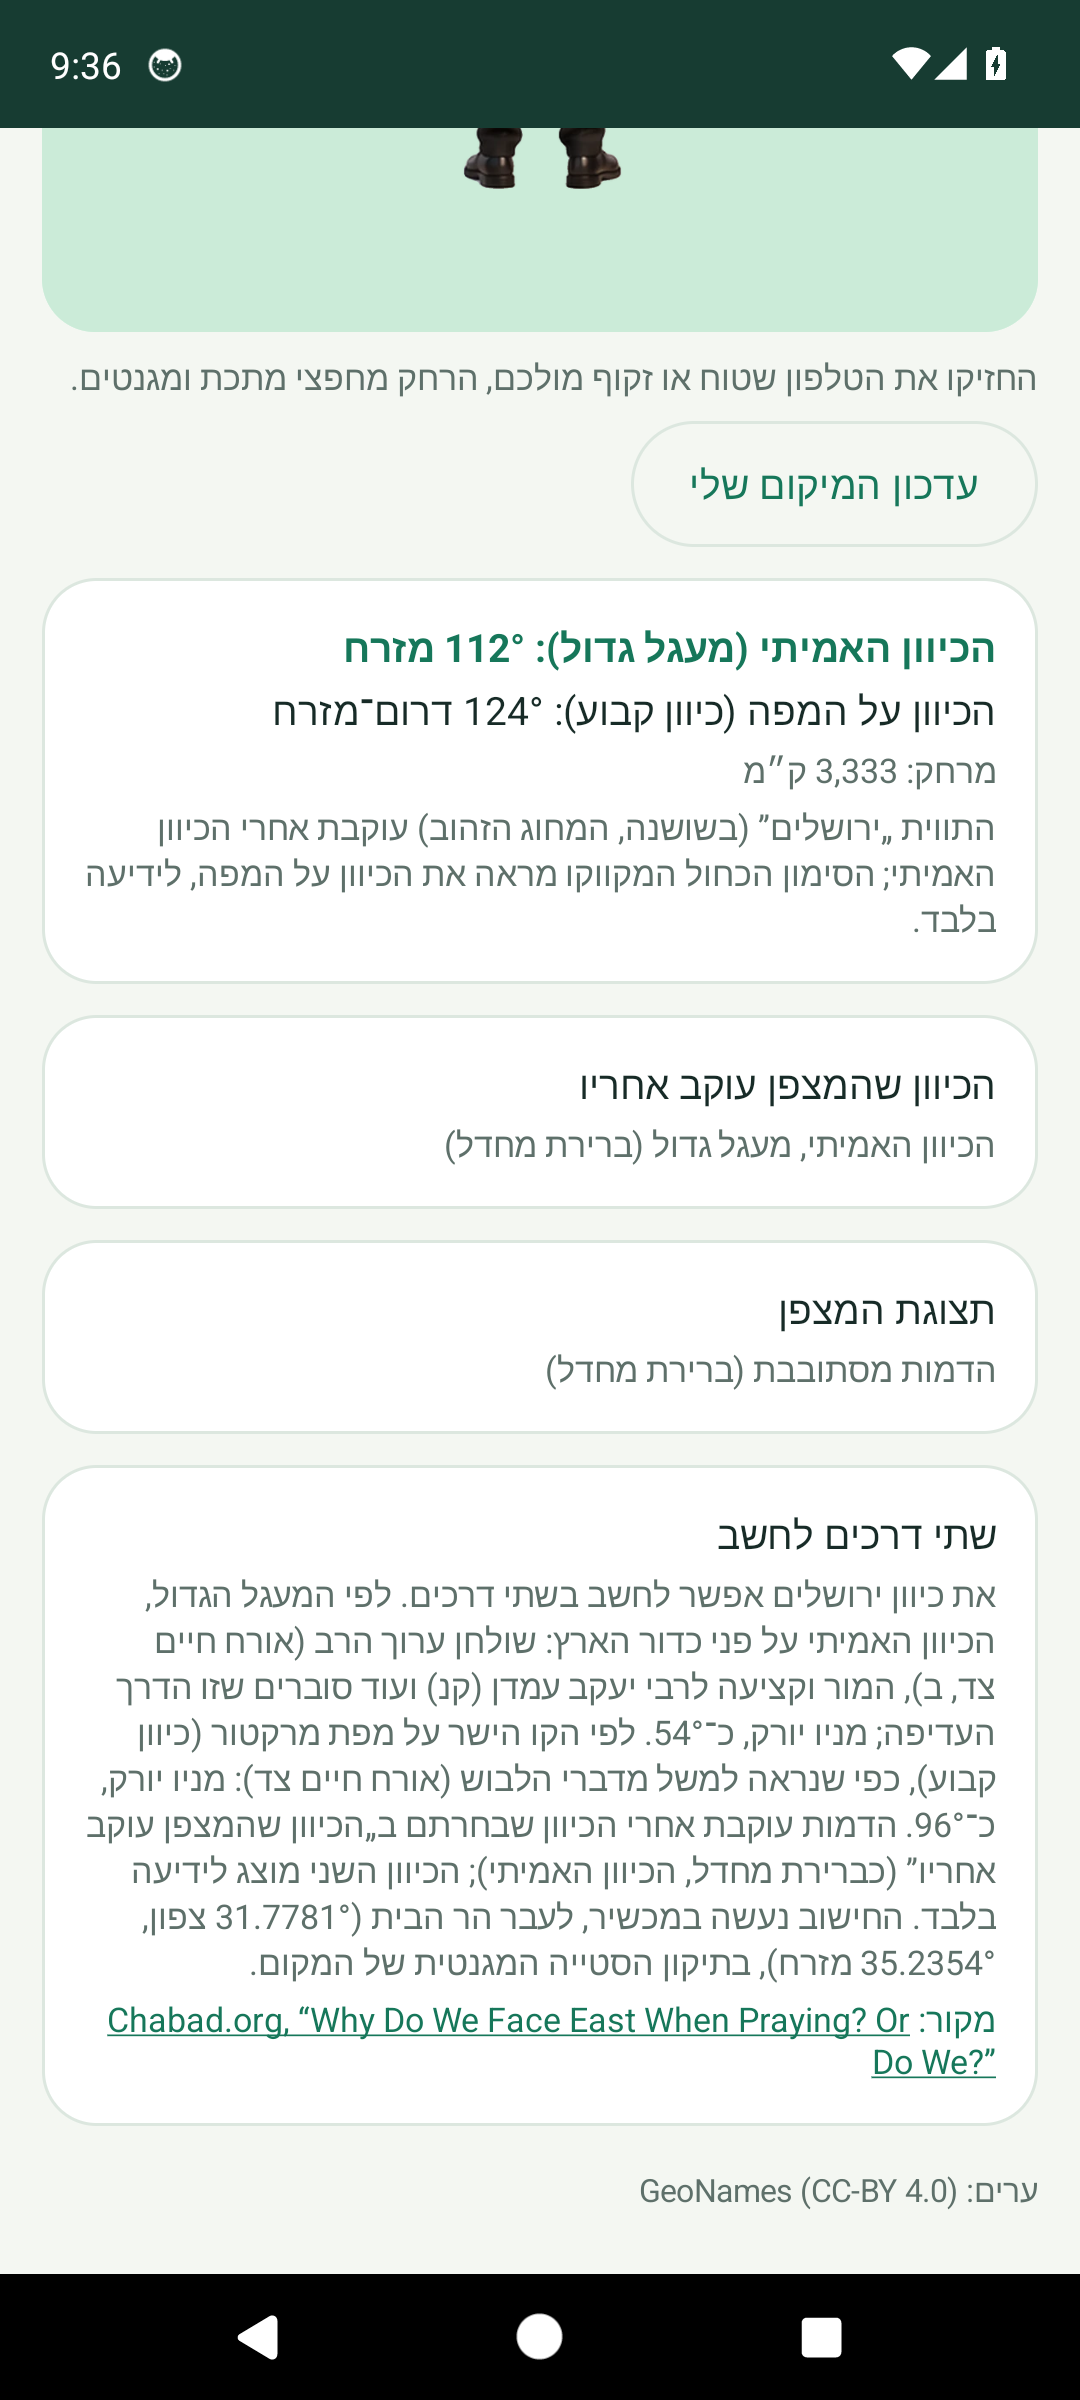 9:36
החזיקו את הטלפון שטוח או זקוף מולכם, הרחק מחפצי מתכת ומגנטים.
עדכון המיקום שלי
הכיוון האמיתי (מעגל גדול): 112° מזרח
הכיוון על המפה (כיוון קבוע): 124° דרום־מזרח
מרחק: 3,333 ק״מ
התווית „ירושלים” (בשושנה, המחוג הזהוב) עוקבת אחרי הכיוון
האמיתי; הסימון הכחול המקווקו מראה את הכיוון על המפה, לידיעה
בלבד.
הכיוון שהמצפן עוקב אחריו
הכיוון האמיתי, מעגל גדול (ברירת מחדל)
תצוגת המצפן
הדמות מסתובבת (ברירת מחדל)
שתי דרכים לחשב
את כיוון ירושלים אפשר לחשב בשתי דרכים. לפי המעגל הגדול,
הכיוון האמיתי על פני כדור הארץ: שולחן ערוך הרב (אורח חיים
צד, ב), המור וקציעה לרבי יעקב עמדן (קנ) ועוד סוברים שזו הדרך
העדיפה; מניו יורק, כ־54°. לפי הקו הישר על מפת מרקטור (כיוון
קבוע), כפי שנראה למשל מדברי הלבוש (אורח חיים צד): מניו יורק,
כ־96°. הדמות עוקבת אחרי הכיוון שבחרתם ב„הכיוון שהמצפן עוקב
אחריו” (כברירת מחדל, הכיוון האמיתי); הכיוון השני מוצג לידיעה
בלבד. החישוב נעשה במכשיר, לעבר הר הבית (31.7781° צפון,
35.2354° מזרח), בתיקון הסטייה המגנטית של המקום.
מקור: Chabad.org, “Why Do We Face East When Praying? Or
Do We?”
ערים: GeoNames (CC-BY 4.0)